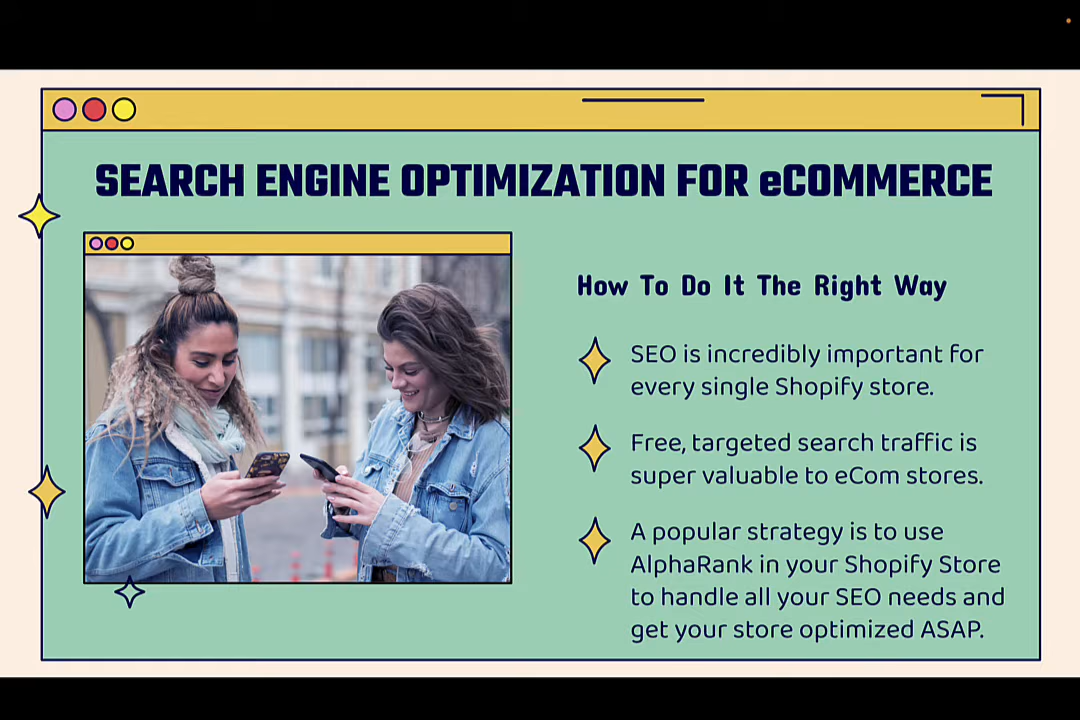 SEARCH ENGINE OPTIMIZATION FOR eCOMMERCE
How To Do It The Right Way
SEO is incredibly important for
every single Shopify store.
Free, targeted search traffic is
super valuable to eCom stores.
A popular strategy is to use
AlphaRank in your Shopify Store
to handle all your SEO needs and
get your store optimized ASAP.